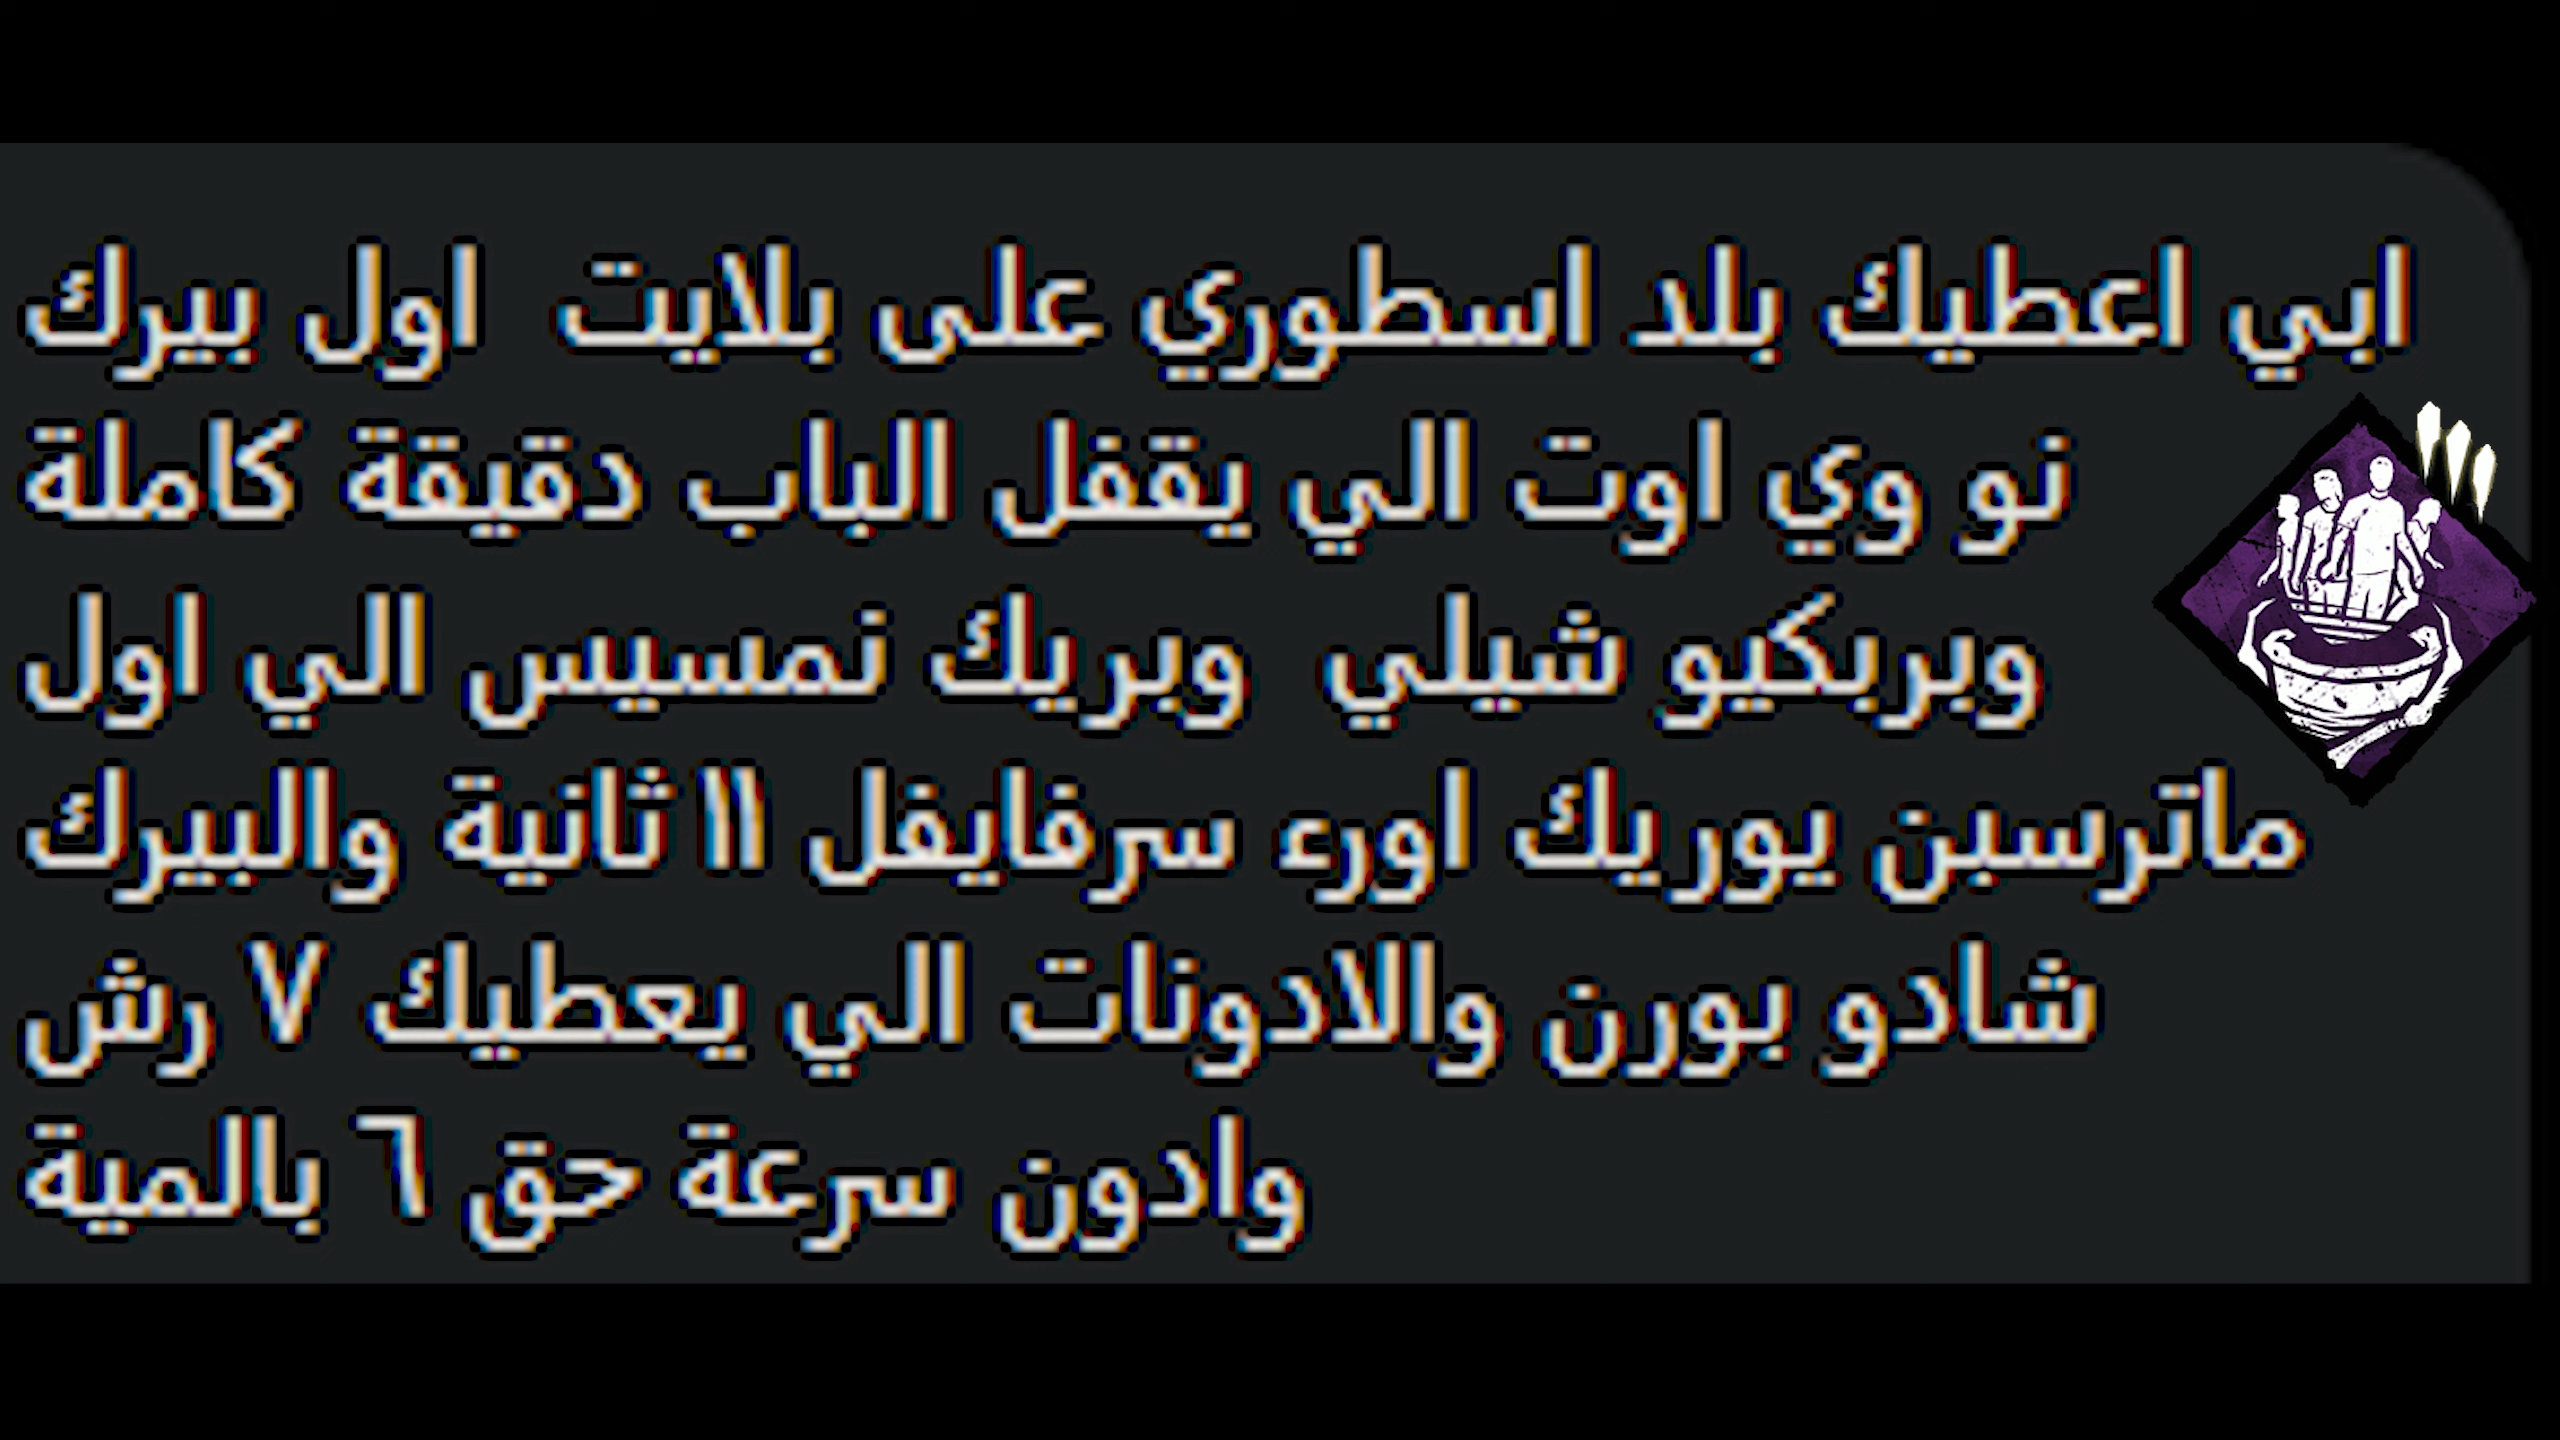 ابي اعطيك بلد اسطوري على بلايت  اول بيرك
نو وي اوت الي يقفل الباب دقيقة كاملة
وبربكيو شيلي  وبريك نمسيس الي اول
ماترسبن يوريك اورء سرفايفل ١١ ثانية والبيرك
شادو بورن والادونات الي يعطيك ٧ رش
وادون سرعة حق ٦ بالمية